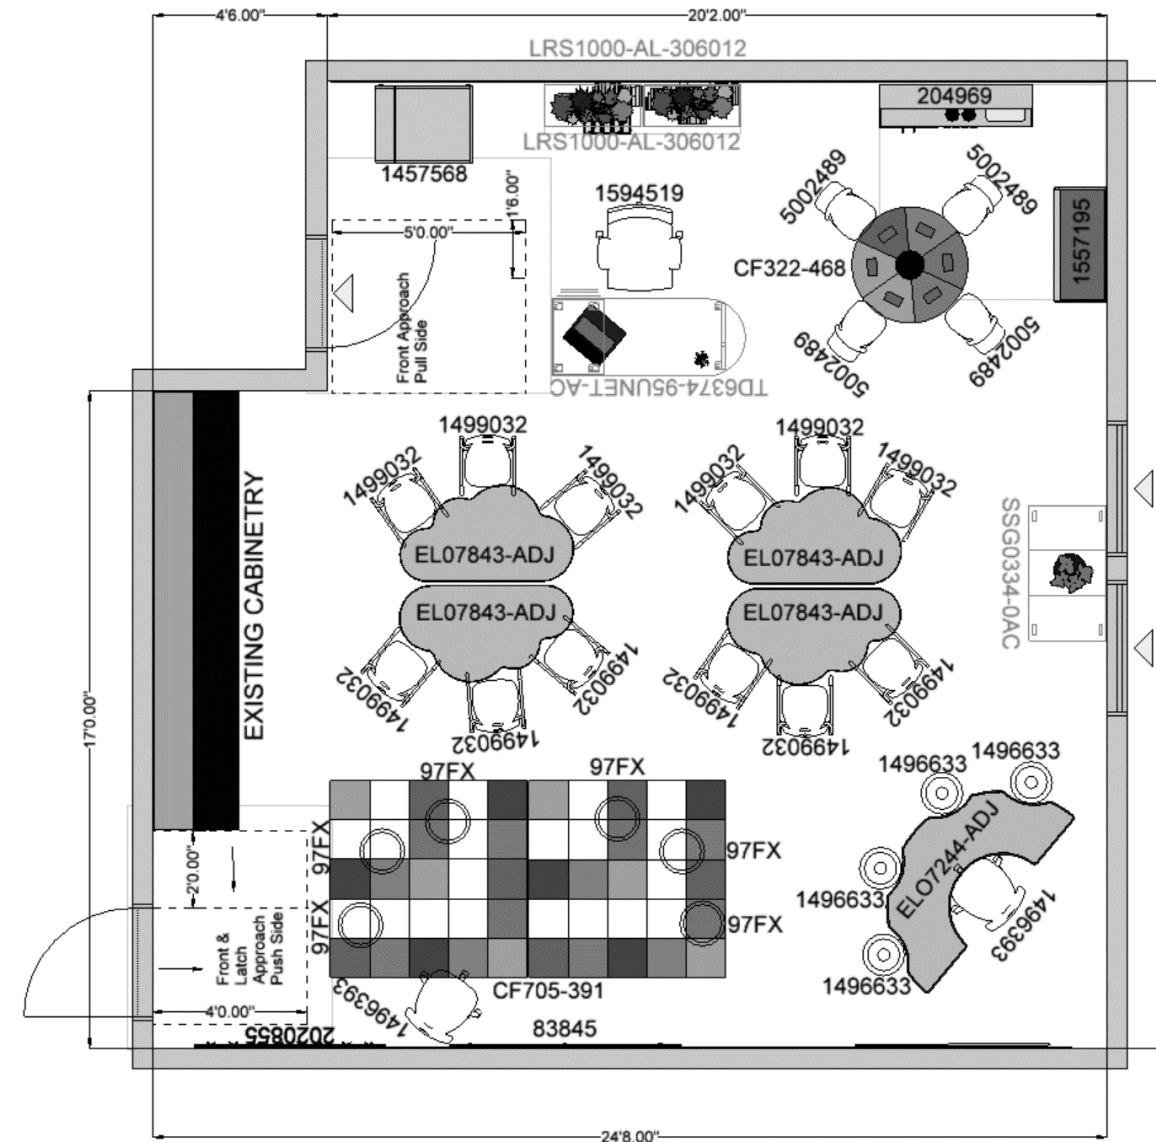 4'6.00"
20'2.00"
LRS1000-AL-306012
204969
LRS1000-AL-306012
1457568
5002489
5002489
1594519
1'6.00"
5'0.00"
1557195
CF322-468
Front Approach
Pull Side
5002489
5002489
TD6374-95UNET-AC
1499032
1499032
1499032
1499032
1499032
1499032
1499032
1499032
EXISTING CABINETRY
EL07843-ADJ
EL07843-ADJ
SSG0334-0AC
EL07843-ADJ
EL07843-ADJ
1499032
1499032
1499032
1499032
1499032
1499032
17'0.00"
97FX
97FX
1496633
1496633
97FX
97FX
ELO7244-ADJ
2'0.00"
1496633
97FX
97FX
1496393
Front &
Latch
Approach
Push Side
1496633
CF705-391
1496393
4'0.00"
2020855
83845
24'8.00"